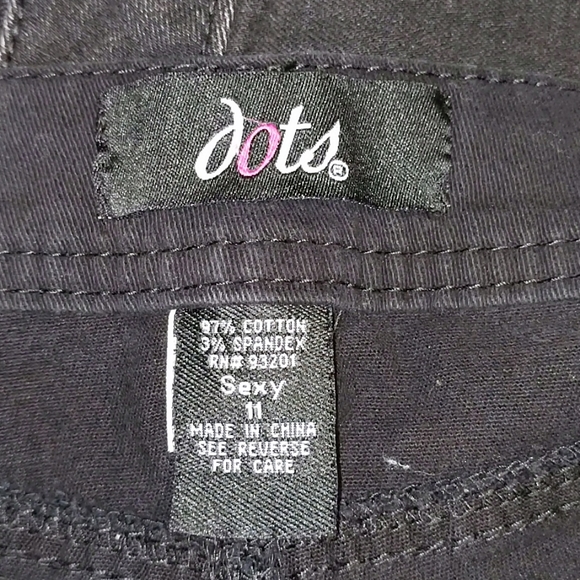 dots®
97% COTTON
3% SPANDEX
RN# 93201
Sexy
11
MADE IN CHINA
SEE REVERSE
FOR CARE